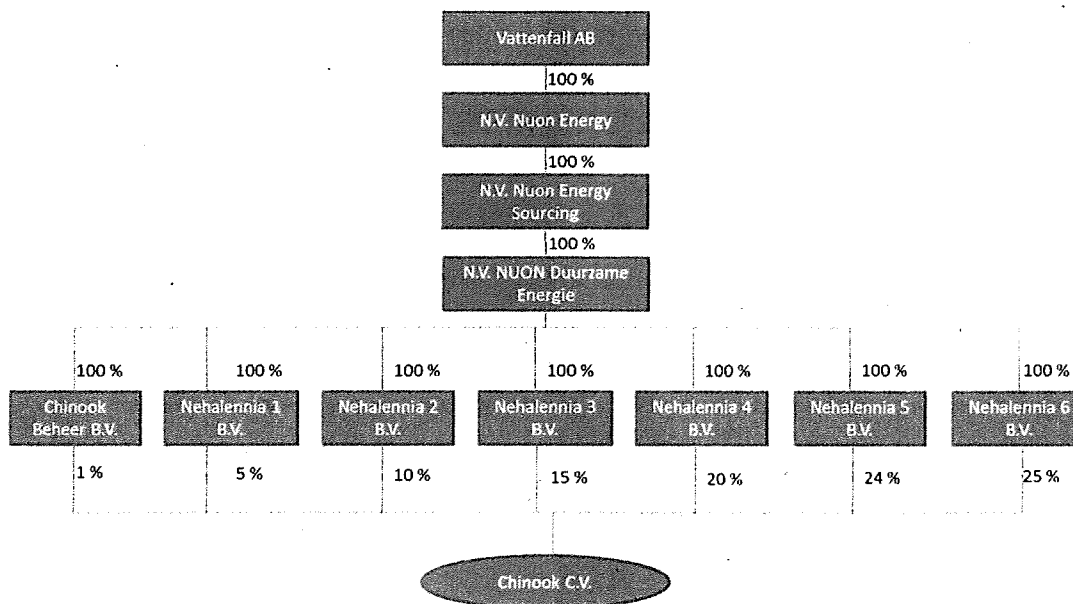 Vattenfall AB
100 %
N.V. Nuon Energy
100 %
N.V. Nuon Energy
Sourcing
100 %
N.V. NUON Duurzame
Energie
100 % 100 % 100 % 100 % 100 % 100 % 100 %
Chinook Beheer B.V.
Nehalennia 1 B.V.
Nehalennia 2 B.V.
Nehalennia 3 B.V.
Nehalennia 4 B.V.
Nehalennia 5 B.V.
Nehalennia 6 B.V.
1 % 5 % 10 % 15 % 20 % 24 % 25 %
Chinook C.V.